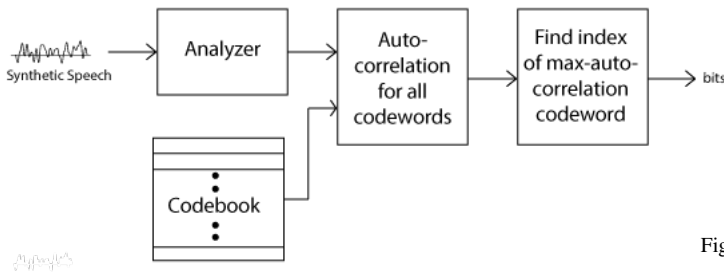 Synthetic Speech
Analyzer
Auto-
correlation
for all
codewords
Find index
of max-auto-
correlation
codeword
bits
Codebook
Fig